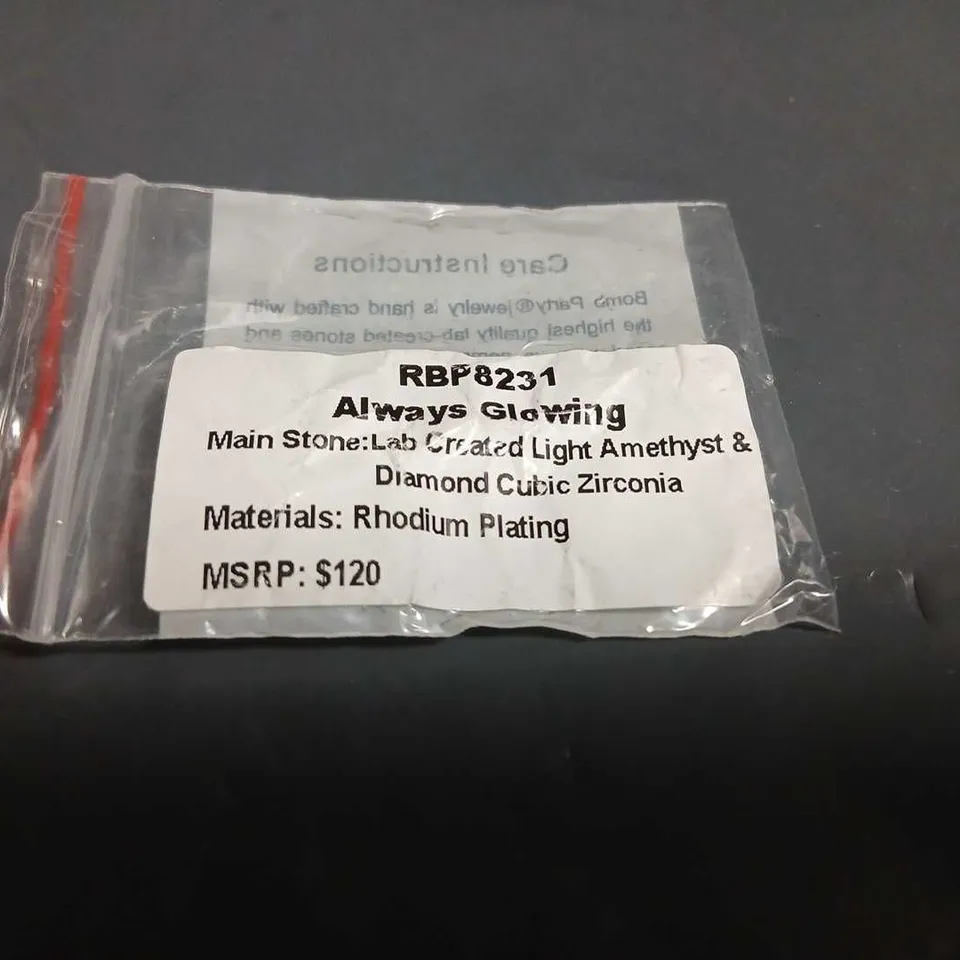 Care Instructions
Bomb Party® jewelry is hand crafted with
the highest quality lab-created stones and
RBP8231
Always Glowing
Main Stone:Lab Created Light Amethyst &
Diamond Cubic Zirconia
Materials: Rhodium Plating
MSRP: $120